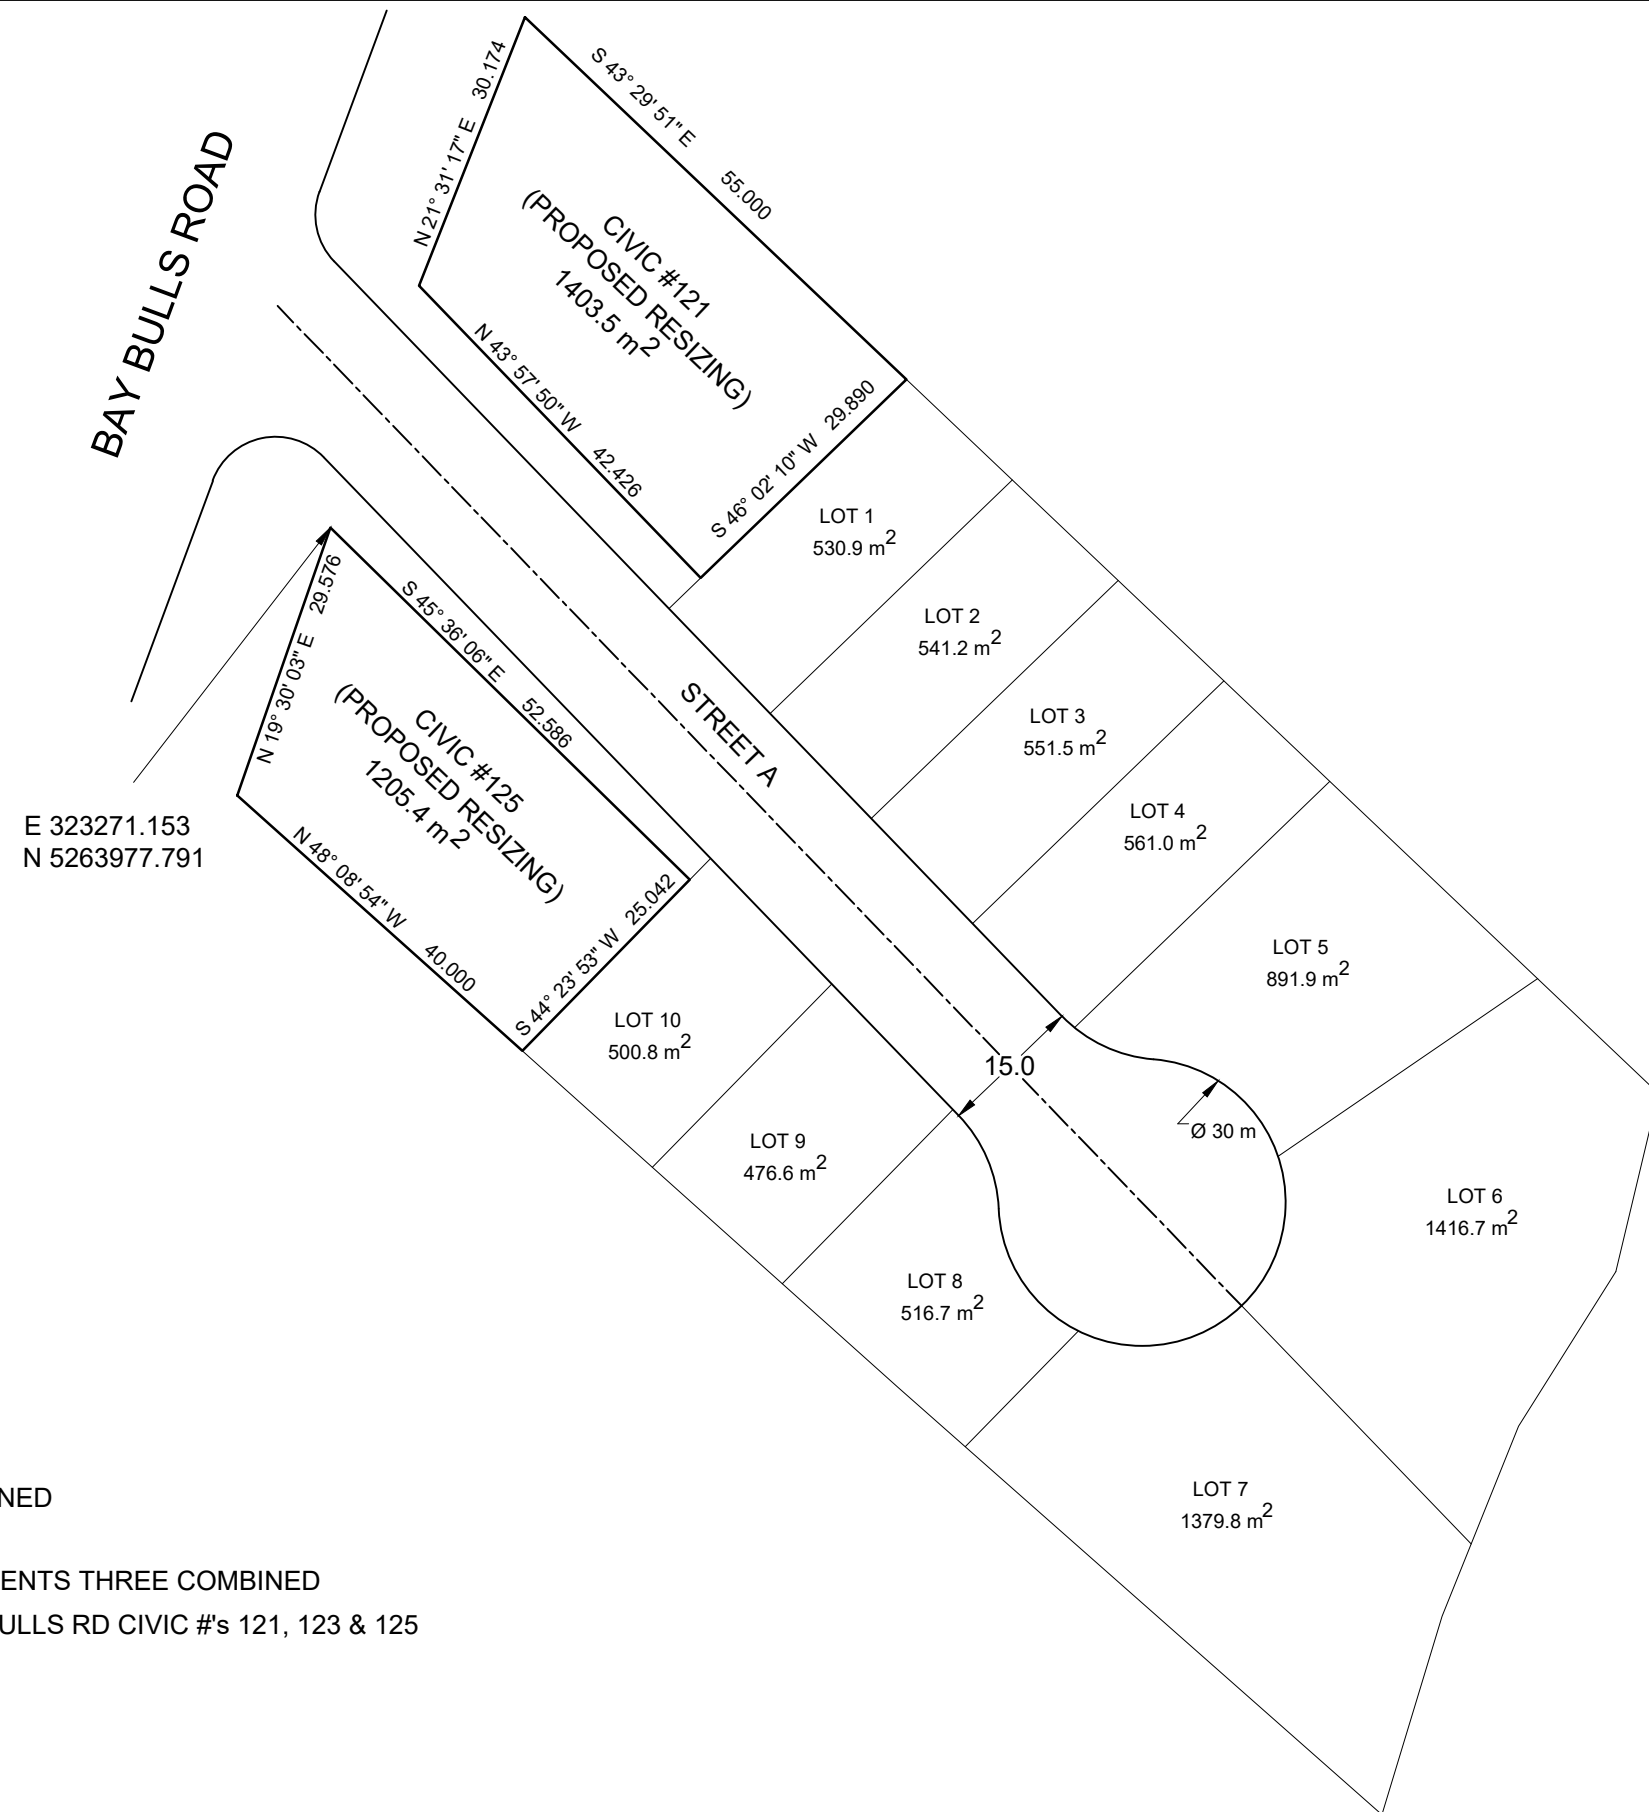 BAY BULLS ROAD
N 21° 31' 17" E 30.174
S 43° 29' 51" E 55.000
CIVIC #121
(PROPOSED RESIZING)
1403.5 m2
N 43° 57' 50" W 42.426
S 46° 02' 10" W 29.890
LOT 1
530.9 m2
LOT 2
541.2 m2
LOT 3
551.5 m2
LOT 4
561.0 m2
LOT 5
891.9 m2
LOT 6
1416.7 m2
STREET A
15.0
Ø 30 m
N 19° 30' 03" E 29.576
S 45° 36' 06" E 52.586
CIVIC #125
(PROPOSED RESIZING)
1205.4 m2
N 48° 08' 54" W 40.000
S 44° 23' 53" W 25.042
E 323271.153
N 5263977.791
LOT 10
500.8 m2
LOT 9
476.6 m2
LOT 8
516.7 m2
LOT 7
1379.8 m2
NED
ENTS THREE COMBINED
ULLS RD CIVIC #'s 121, 123 & 125